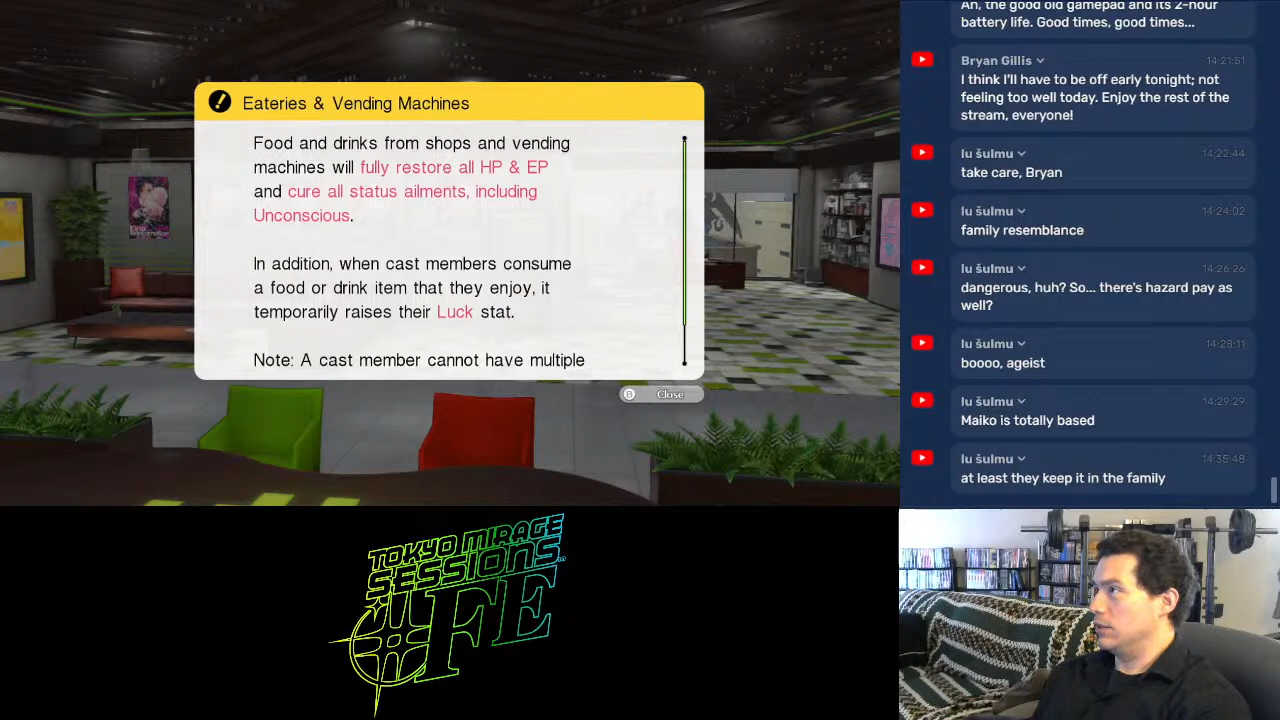 Eateries & Vending Machines
Food and drinks from shops and vending
machines will fully restore all HP & EP
and cure all status ailments, including
Unconscious.
In addition, when cast members consume
a food or drink item that they enjoy, it
temporarily raises their Luck stat.
Note: A cast member cannot have multiple
B Close
TOKYO MIRAGE
SESSIONS
#FE
Ah, the good old gamepad and its 2-hour
battery life. Good times, good times...
Bryan Gillis 14:21:51
I think I'll have to be off early tonight; not
feeling too well today. Enjoy the rest of the
stream, everyone!
lu šulmu 14:22:44
take care, Bryan
lu šulmu 14:24:02
family resemblance
lu šulmu 14:26:26
dangerous, huh? So... there's hazard pay as
well?
lu šulmu 14:28:11
boooo, ageist
lu šulmu 14:29:29
Maiko is totally based
lu šulmu 14:35:48
at least they keep it in the family